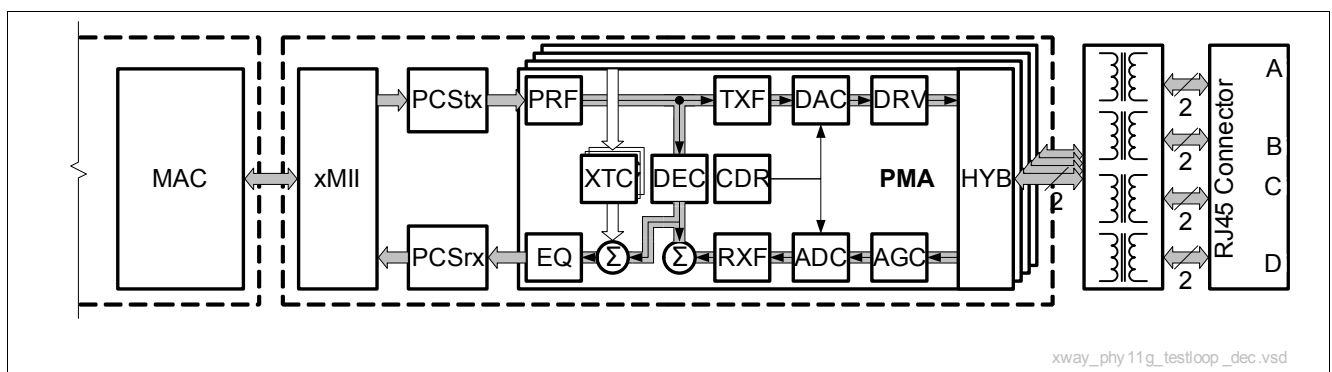 MAC
xMII
PCStx
PCSrx
PRF
TXF
DAC
DRV
XTC
DEC
CDR
PMA
HYB
EQ
Σ
Σ
RXF
ADC
AGC
2
2
2
2
2
RJ45 Connector
A
B
C
D
xway_phy11g_testloop_dec.vsd